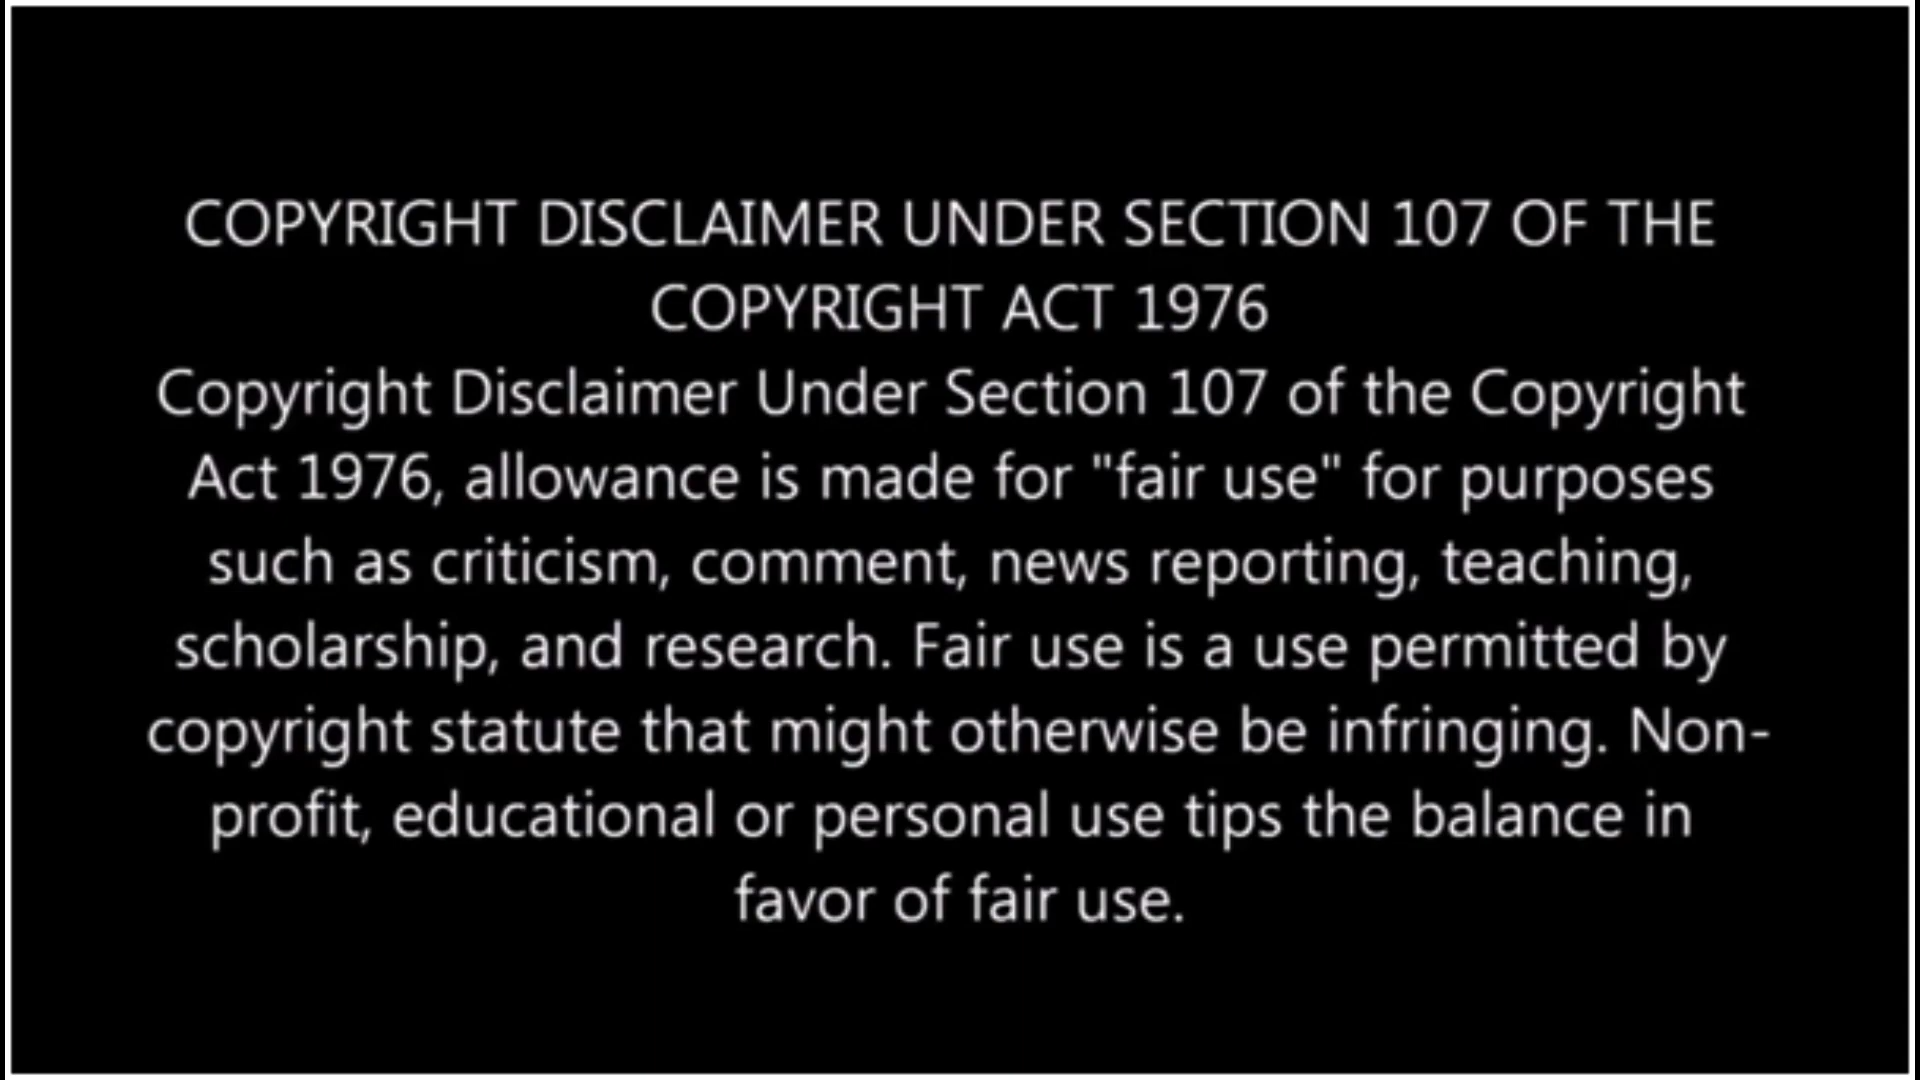 COPYRIGHT DISCLAIMER UNDER SECTION 107 OF THE
COPYRIGHT ACT 1976
Copyright Disclaimer Under Section 107 of the Copyright
Act 1976, allowance is made for "fair use" for purposes
such as criticism, comment, news reporting, teaching,
scholarship, and research. Fair use is a use permitted by
copyright statute that might otherwise be infringing. Non-
profit, educational or personal use tips the balance in
favor of fair use.